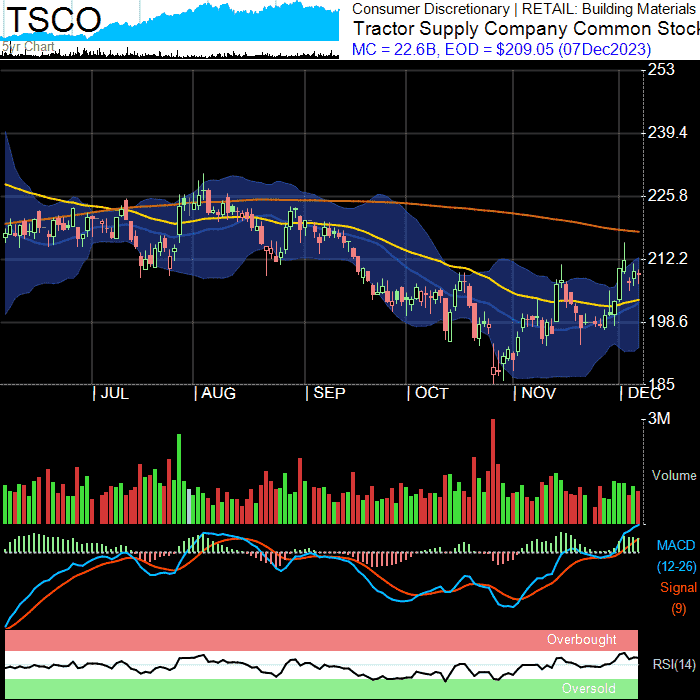 TSCO
5yr Chart
Consumer Discretionary | RETAIL: Building Materials
Tractor Supply Company Common Stock
MC = 22.6B, EOD = $209.05 (07Dec2023)
253
239.4
225.8
212.2
198.6
185
| JUL | AUG | SEP | OCT | NOV | DEC
3M
Volume
MACD
(12-26)
Signal
(9)
Overbought
RSI(14)
Oversold